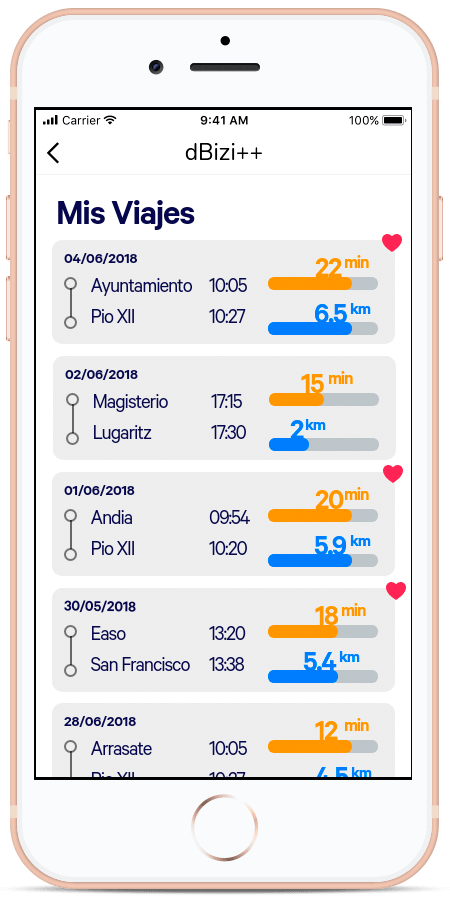 Carrier 9:41 AM 100%
dBizi++
Mis Viajes
04/06/2018
22 min
Ayuntamiento 10:05
6,5 km
Pio XII 10:27
02/06/2018
15 min
Magisterio 17:15
2 km
Lugaritz 17:30
01/06/2018
20 min
Andia 09:54
5,9 km
Pio XII 10:20
30/05/2018
18 min
Easo 13:20
5,4 km
San Francisco 13:38
28/06/2018
12 min
Arrasate 10:05
4,5 km
Pio XII 10:27